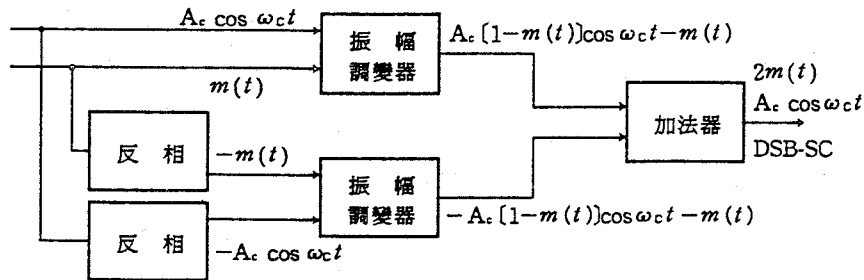 A_c cos ω_c t
振 幅
調變器
A_c [1-m(t)]cos ω_c t-m(t)
m(t)
2m(t)
A_c cos ω_c t
加法器
DSB-SC
反 相
-m(t)
振 幅
調變器
-A_c [1-m(t)]cos ω_c t-m(t)
反 相
-A_c cos ω_c t